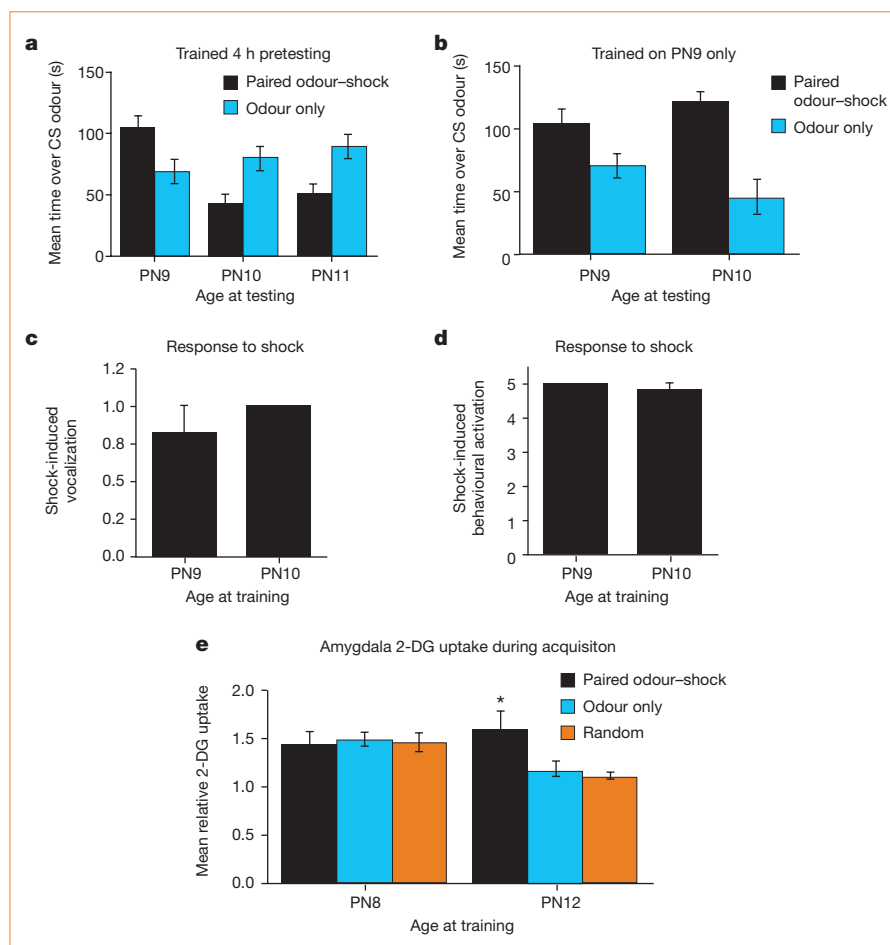 a
Trained 4 h pretesting
Mean time over CS odour (s)
150
100
50
0
Paired odour–shock
Odour only
PN9 PN10 PN11
Age at testing
b
Trained on PN9 only
Mean time over CS odour (s)
150
100
50
0
Paired
odour–shock
Odour only
PN9 PN10
Age at testing
c
Response to shock
Shock-induced
vocalization
1.2
1.0
0.8
0.5
0.2
0.0
PN9 PN10
Age at training
d
Response to shock
Shock-induced
behavioural activation
5
4
3
2
1
0
PN9 PN10
Age at training
e
Amygdala 2-DG uptake during acquisiton
Mean relative 2-DG uptake
2.0
1.5
1.0
0.5
0.0
Paired odour–shock
Odour only
Random
*
PN8 PN12
Age at training